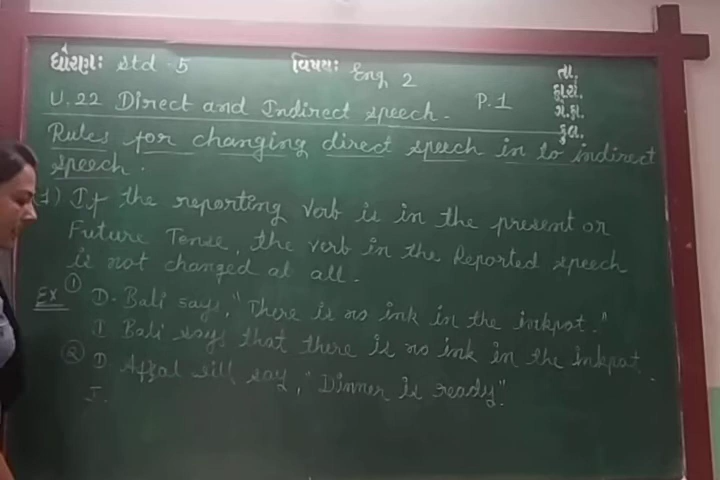 ધોરણઃ Std. 5 વિષયઃ Eng 2 તા.
U.22 Direct and Indirect speech. P.1
Rules for changing direct speech in to indirect
speech.
1) If the reporting verb is in the present or
Future Tense, the verb in the Reported speech
is not changed at all.
Ex ① D. Bali says, "There is no ink in the inkpot."
I Bali says that there is no ink in the inkpot.
② D. Afzal will say, "Dinner is ready".
I.